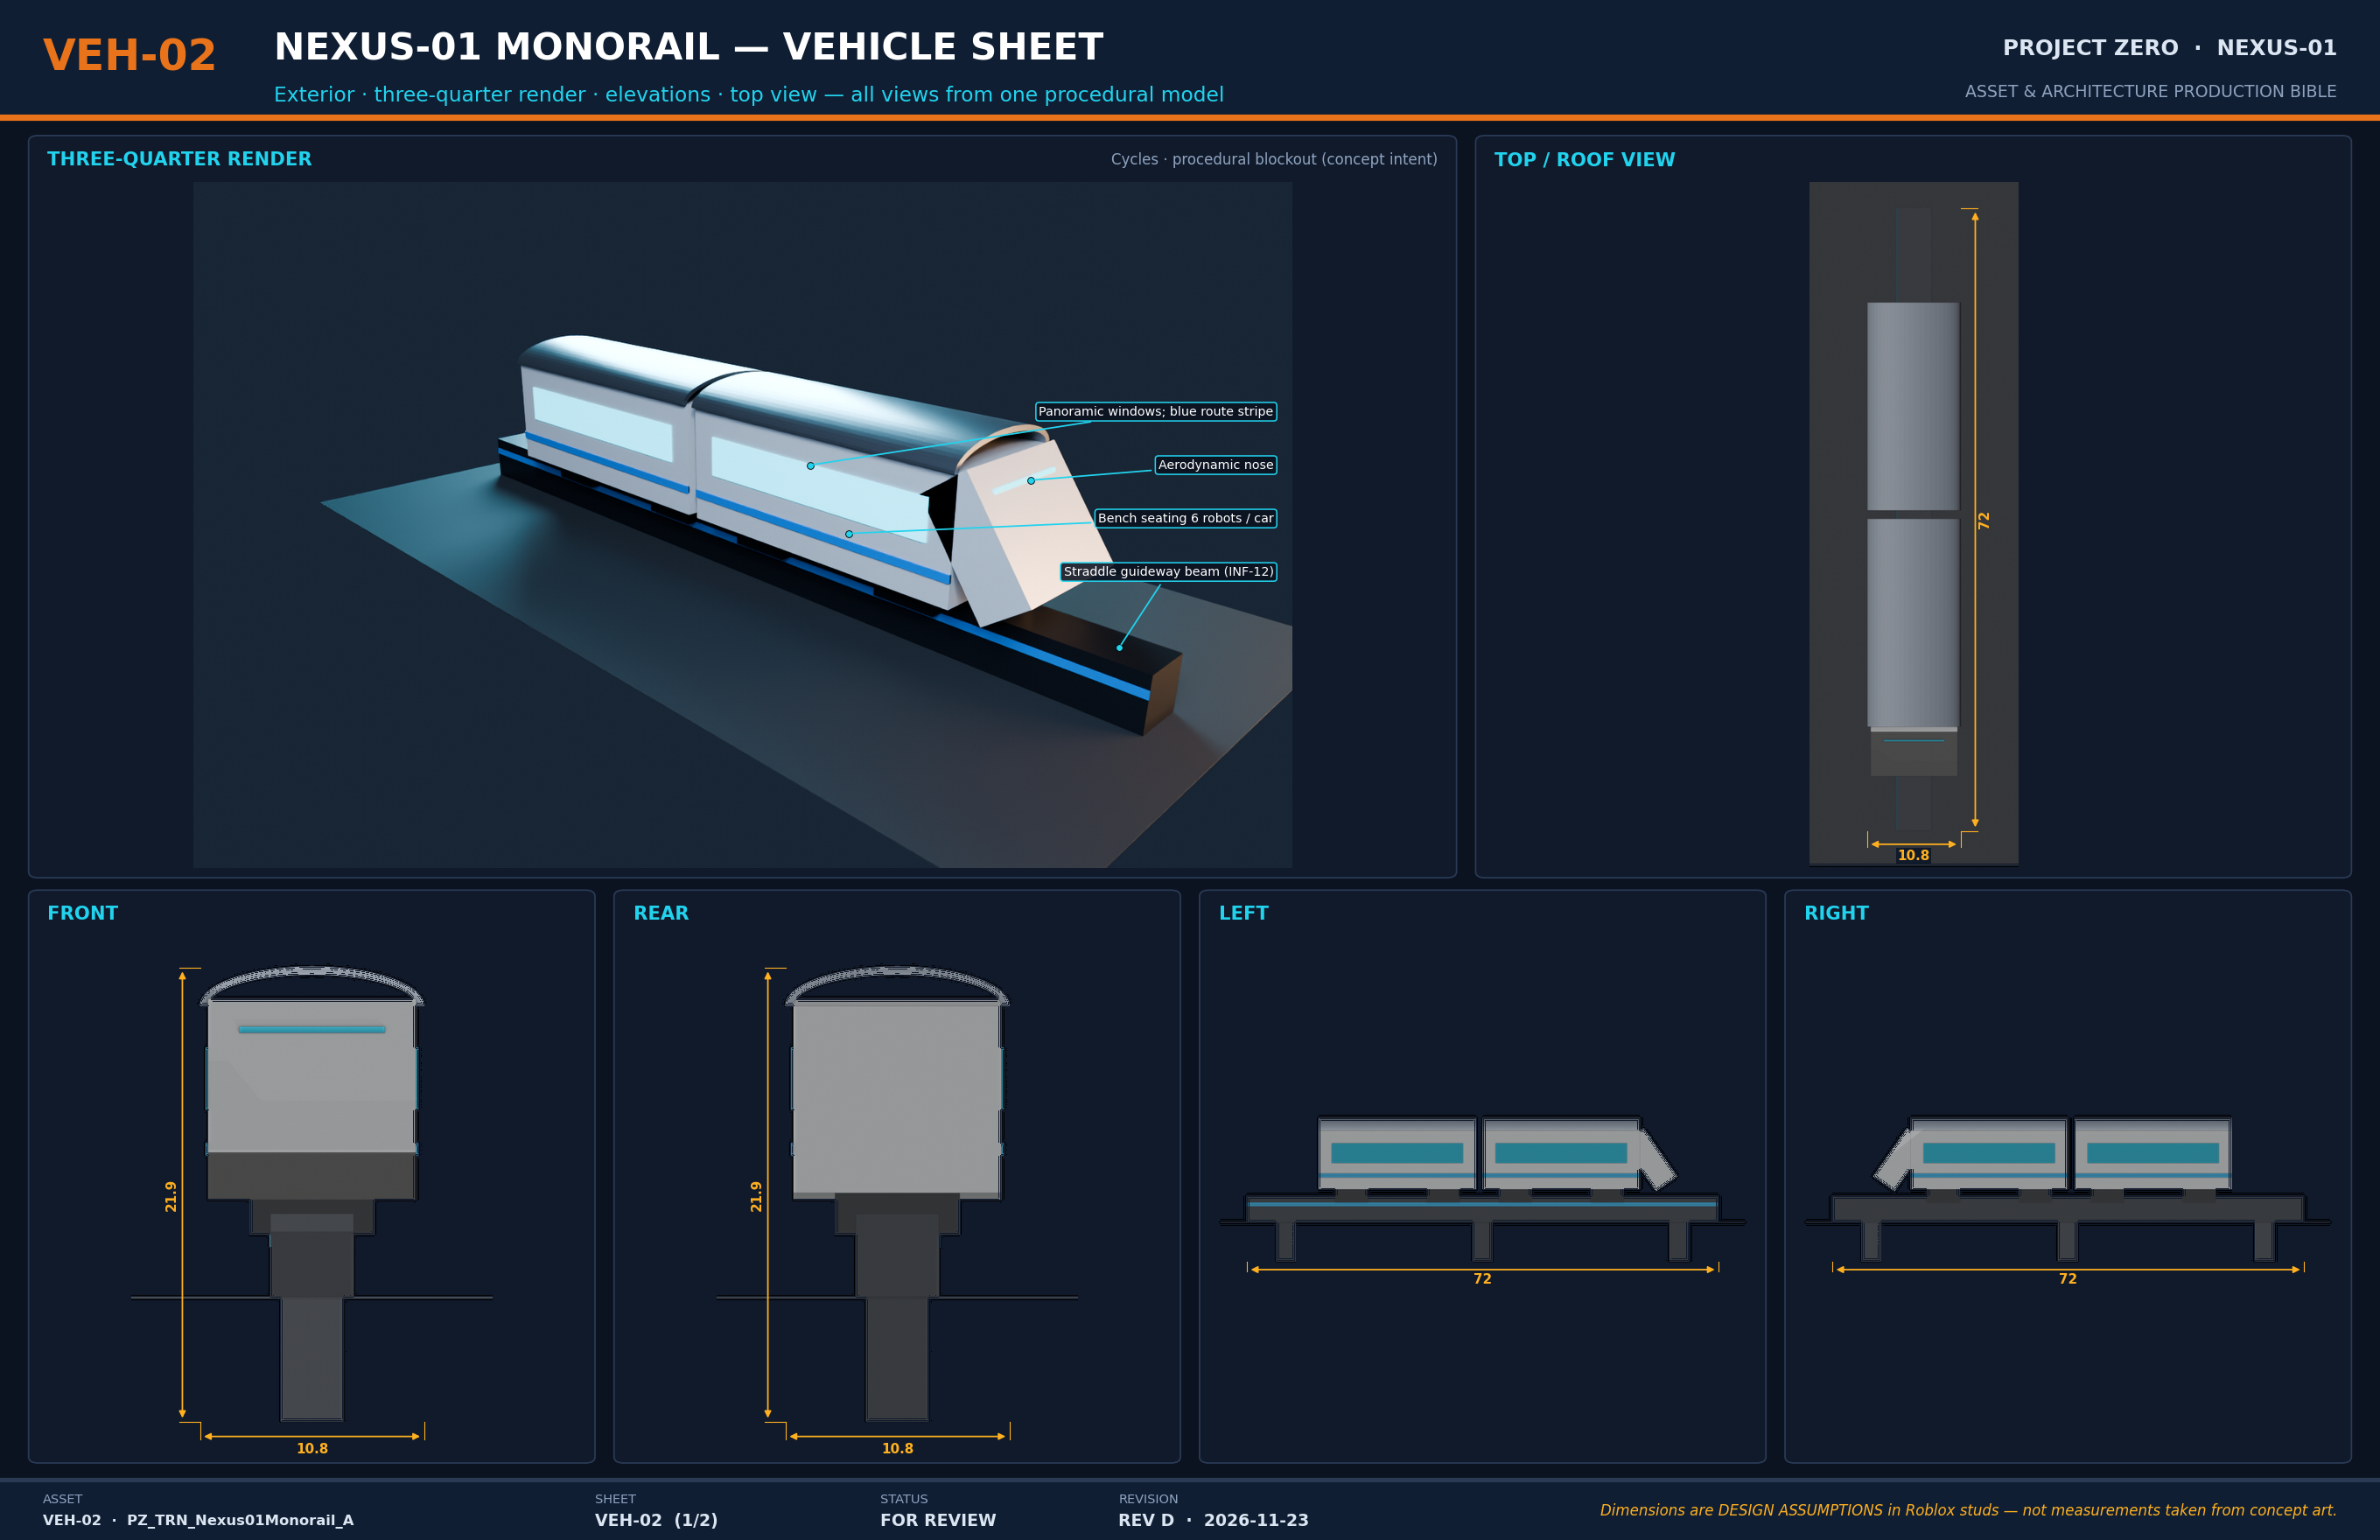 VEH-02
NEXUS-01 MONORAIL — VEHICLE SHEET
Exterior · three-quarter render · elevations · top view — all views from one procedural model
PROJECT ZERO · NEXUS-01
ASSET & ARCHITECTURE PRODUCTION BIBLE
THREE-QUARTER RENDER
Cycles · procedural blockout (concept intent)
Panoramic windows; blue route stripe
Aerodynamic nose
Bench seating 6 robots / car
Straddle guideway beam (INF-12)
TOP / ROOF VIEW
72
10.8
FRONT
21.9
10.8
REAR
21.9
10.8
LEFT
72
RIGHT
72
ASSET
VEH-02 · PZ_TRN_Nexus01Monorail_A
SHEET
VEH-02 (1/2)
STATUS
FOR REVIEW
REVISION
REV D · 2026-11-23
Dimensions are DESIGN ASSUMPTIONS in Roblox studs — not measurements taken from concept art.